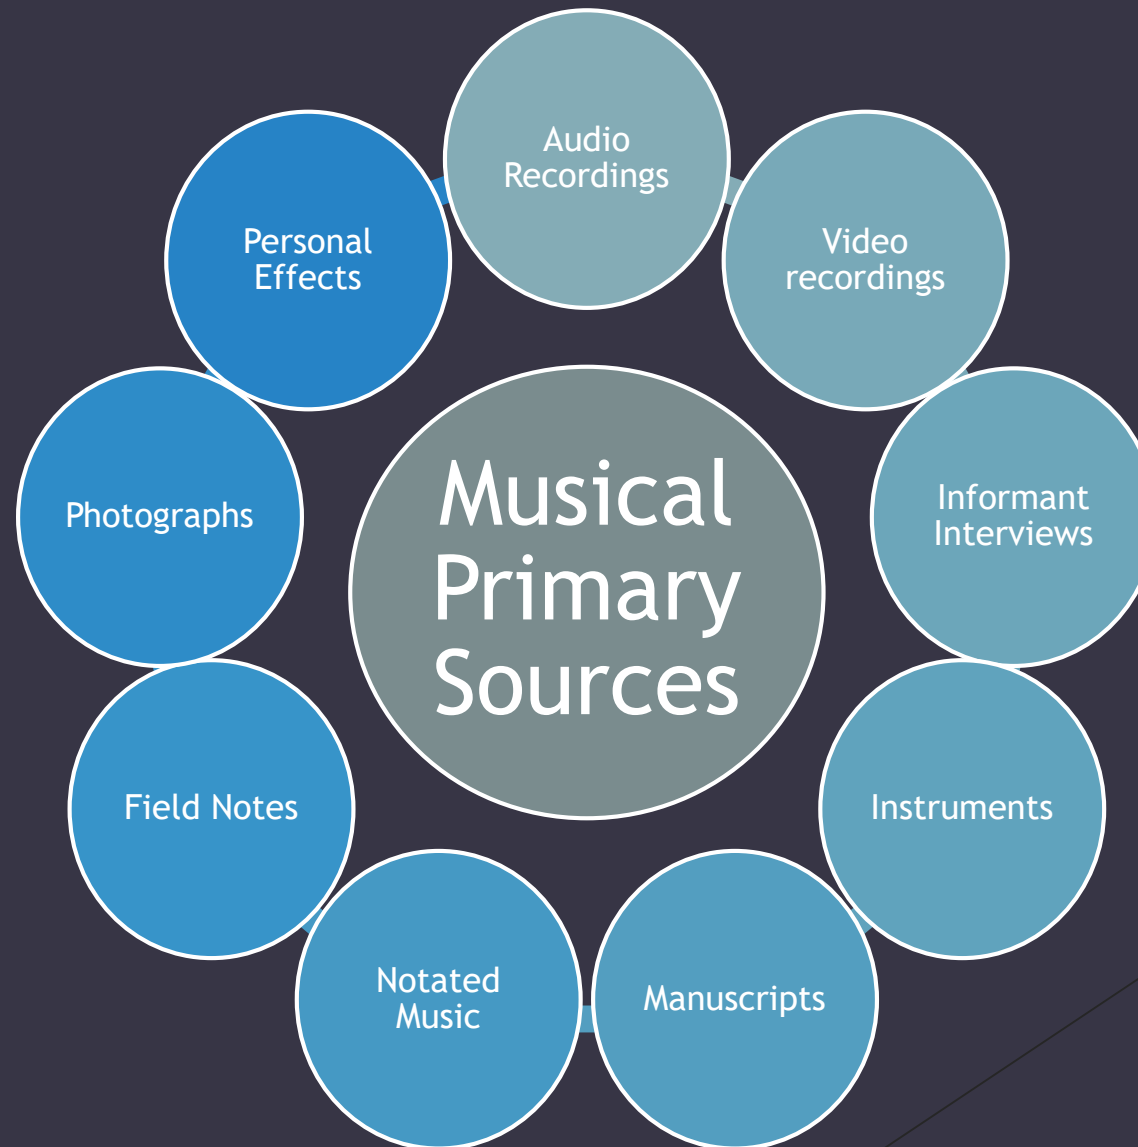 Audio
Recordings
Video
recordings
Informant
Interviews
Instruments
Manuscripts
Notated
Music
Field Notes
Photographs
Personal
Effects
Musical
Primary
Sources